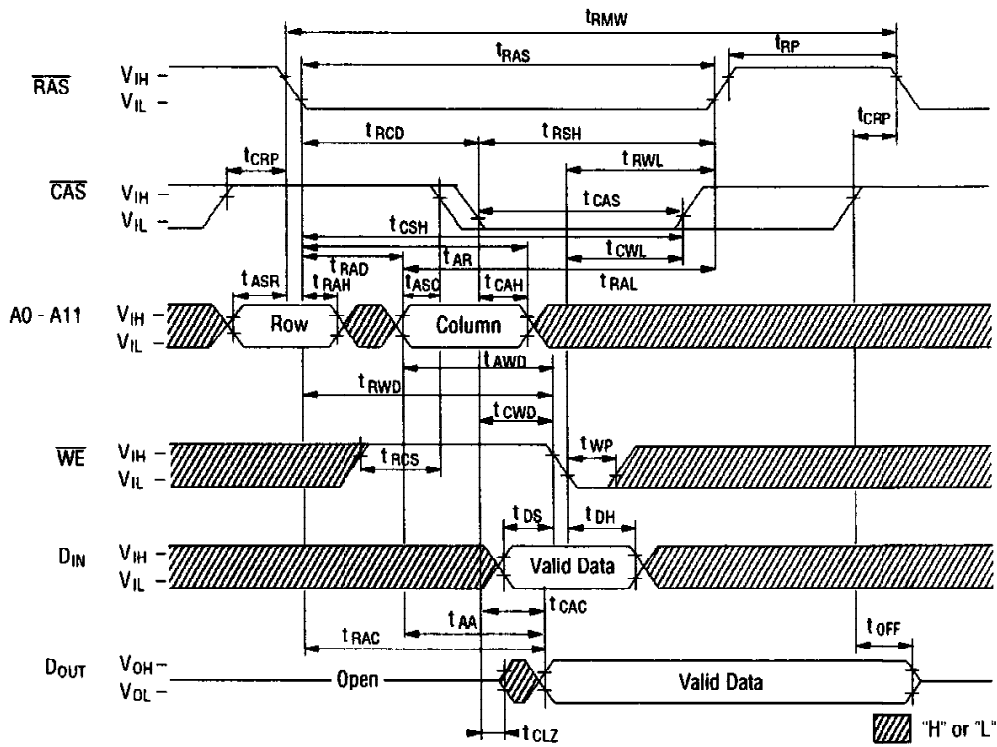 tRMW
tRAS
tRP
RAS
VIH
VIL
tRCD
tRSH
tCRP
tCRP
tRWL
CAS
VIH
VIL
tCAS
tCSH
tCWL
tAR
tRAD
tRAL
tASR
tRAH
tASC
tCAH
A0 - A11
VIH
VIL
Row
Column
tAWD
tRWD
tCWD
WE
VIH
VIL
tRCS
tWP
tDS
tDH
DIN
VIH
VIL
Valid Data
tCAC
tAA
tRAC
tOFF
DOUT
VOH
VOL
Open
Valid Data
tCLZ
"H" or "L"